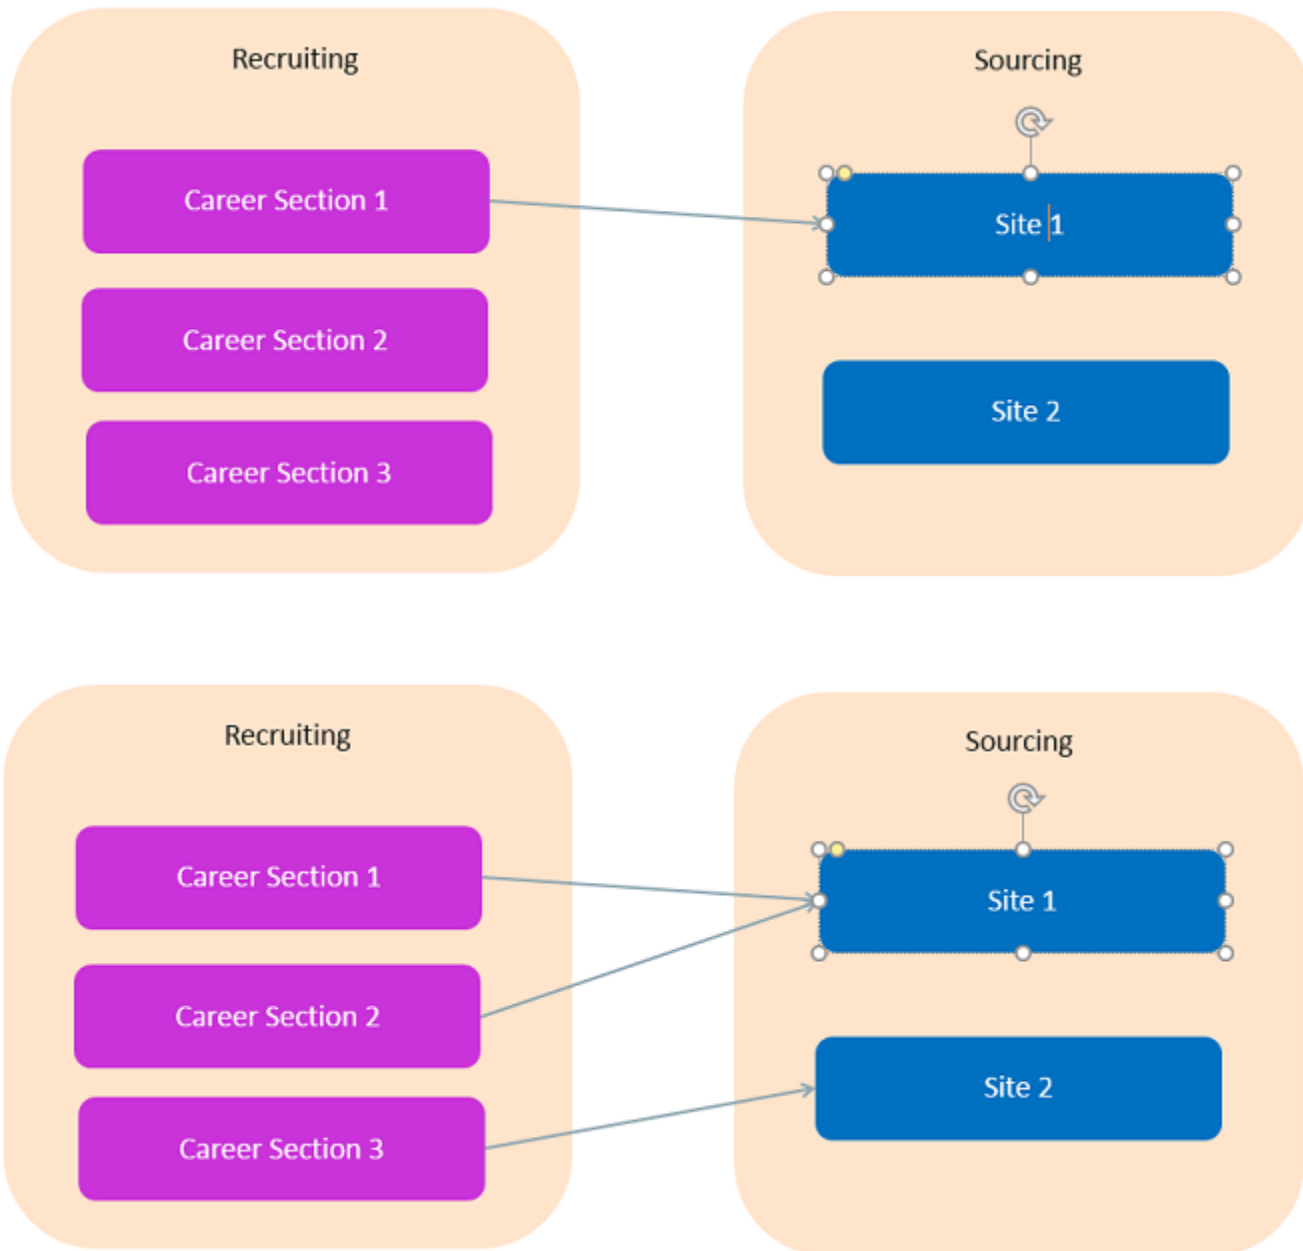 Recruiting
Career Section 1
Career Section 2
Career Section 3
Sourcing
Site 1
Site 2
Recruiting
Career Section 1
Career Section 2
Career Section 3
Sourcing
Site 1
Site 2